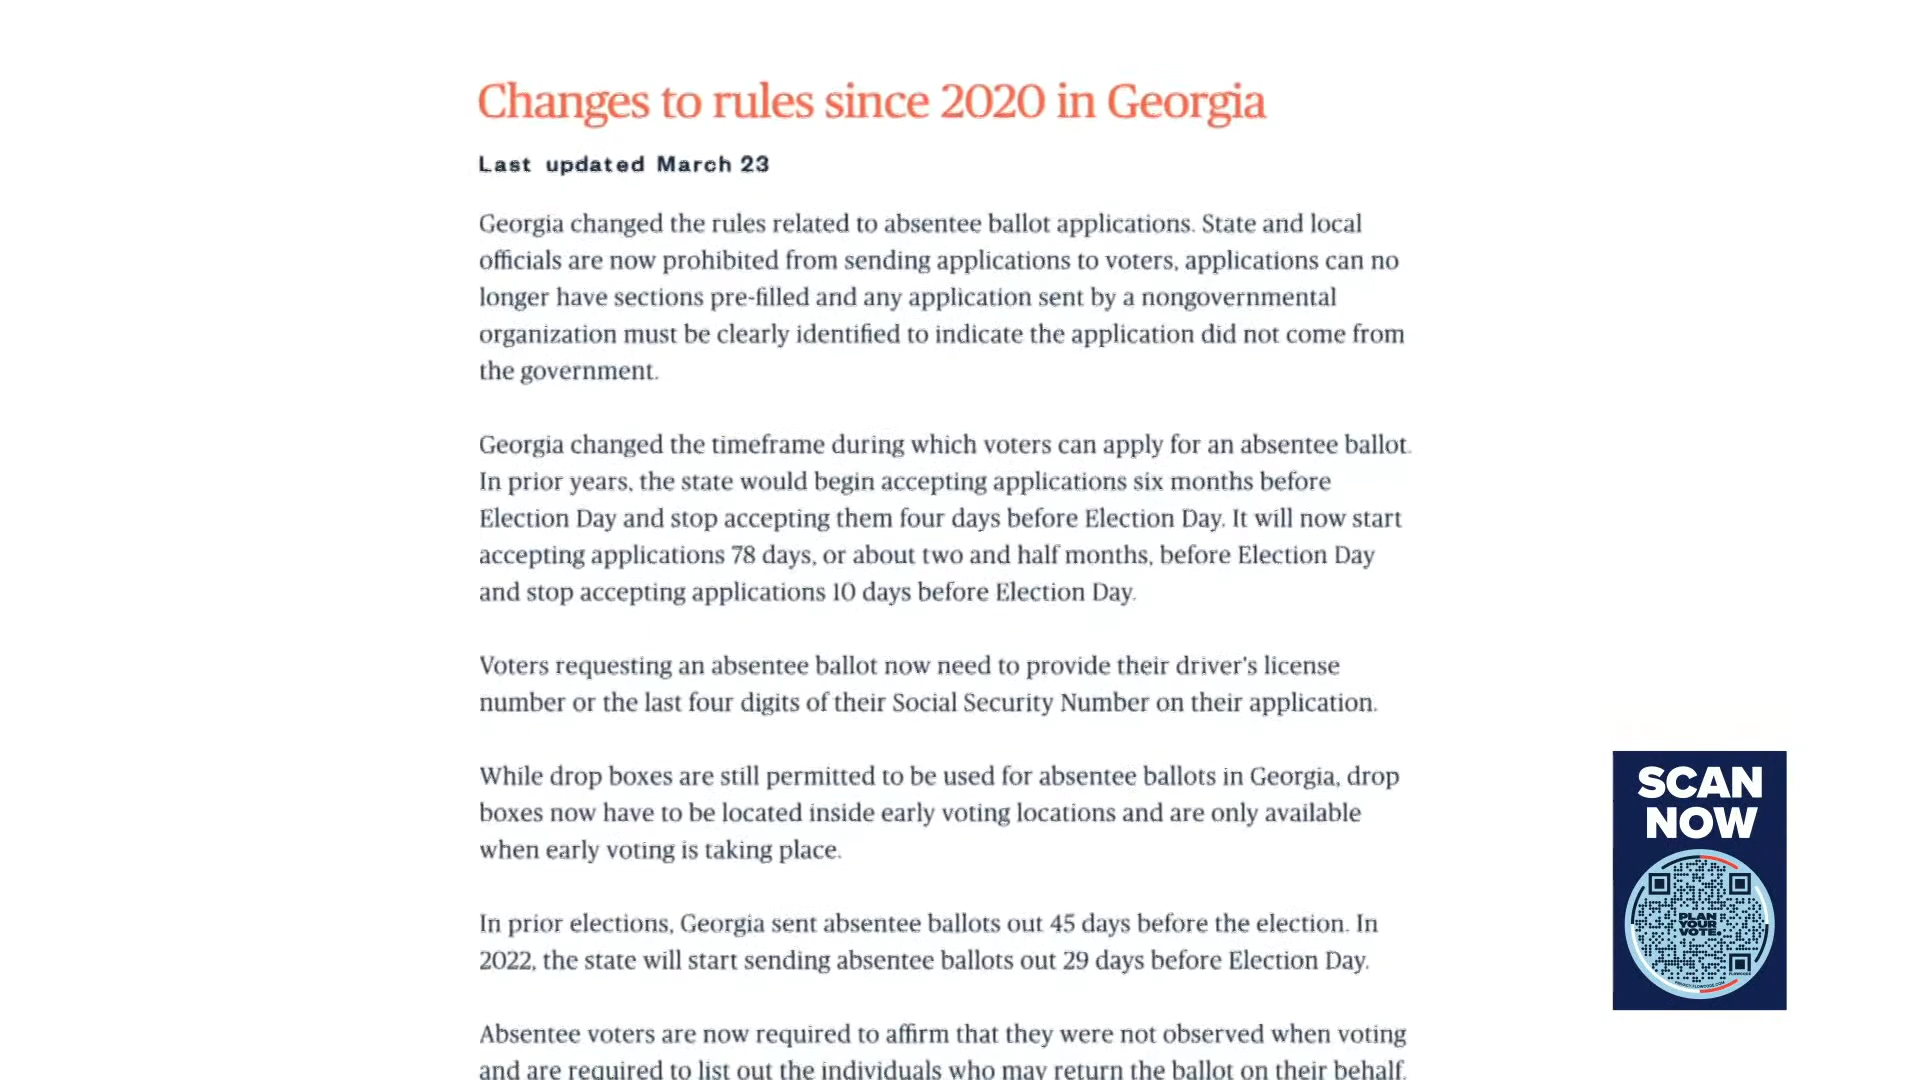 Changes to rules since 2020 in Georgia
Last updated March 23
Georgia changed the rules related to absentee ballot applications. State and local
officials are now prohibited from sending applications to voters, applications can no
longer have sections pre-filled and any application sent by a nongovernmental
organization must be clearly identified to indicate the application did not come from
the government.
Georgia changed the timeframe during which voters can apply for an absentee ballot.
In prior years, the state would begin accepting applications six months before
Election Day and stop accepting them four days before Election Day. It will now start
accepting applications 78 days, or about two and half months, before Election Day
and stop accepting applications 10 days before Election Day.
Voters requesting an absentee ballot now need to provide their driver's license
number or the last four digits of their Social Security Number on their application.
While drop boxes are still permitted to be used for absentee ballots in Georgia, drop
boxes now have to be located inside early voting locations and are only available
when early voting is taking place.
In prior elections, Georgia sent absentee ballots out 45 days before the election. In
2022, the state will start sending absentee ballots out 29 days before Election Day.
Absentee voters are now required to affirm that they were not observed when voting
and are required to list out the individuals who may return the ballot on their behalf.
SCAN
NOW
PLAN
YOUR
VOTE.
FLOWCODE
PRIVACY.FLOWCODE.COM